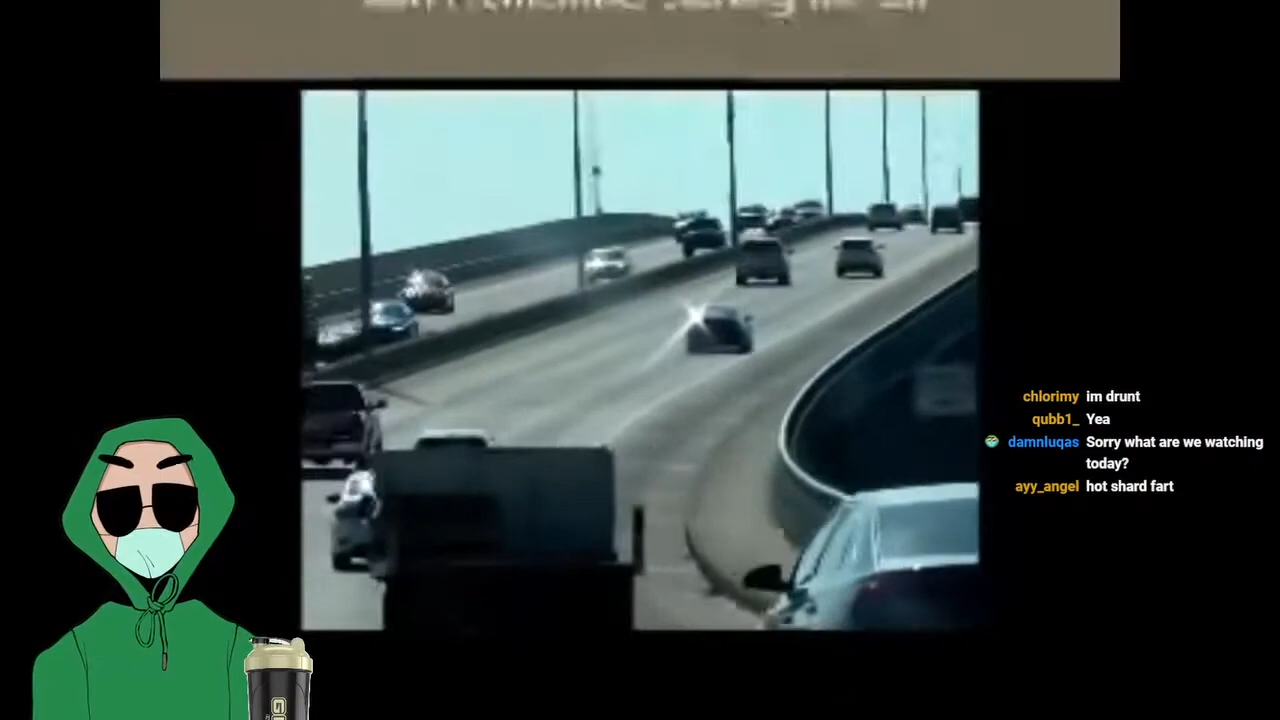 chlorimy im drunt
qubb1_ Yea
damnluqas Sorry what are we watching
today?
ayy_angel hot shard fart